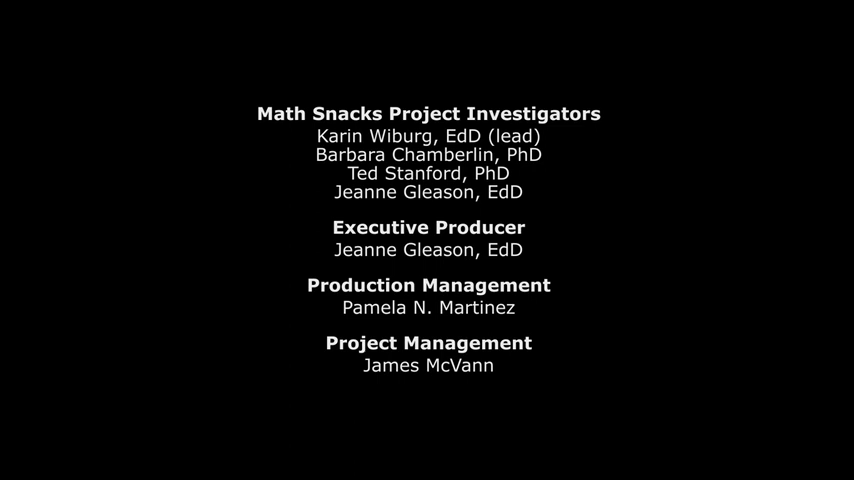 Math Snacks Project Investigators
Karin Wiburg, EdD (lead)
Barbara Chamberlin, PhD
Ted Stanford, PhD
Jeanne Gleason, EdD
Executive Producer
Jeanne Gleason, EdD
Production Management
Pamela N. Martinez
Project Management
James McVann